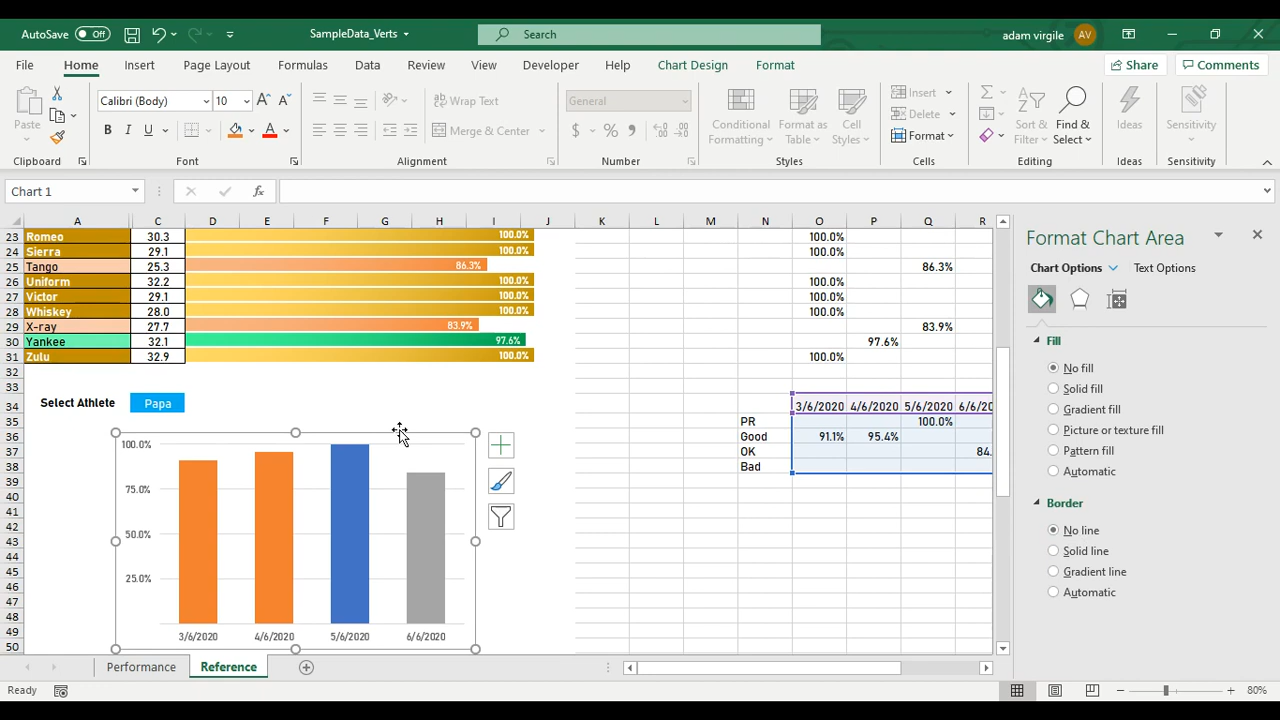 AutoSave Off SampleData_Verts Search adam virgile AV
File Home Insert Page Layout Formulas Data Review View Developer Help Chart Design Format Share Comments
Paste Calibri (Body) 10 A A Wrap Text General Conditional Formatting Format as Table Cell Styles Insert Delete Format Sort & Filter Find & Select Ideas Sensitivity
B I U A Merge & Center $ % 9
Clipboard Font Alignment Number Styles Cells Editing Ideas Sensitivity
Chart 1 fx
A C D E F G H I J K L M N O P Q R
23 Romeo 30.3 100.0% 100.0%
24 Sierra 29.1 100.0% 100.0%
25 Tango 25.3 86.3% 86.3%
26 Uniform 32.2 100.0% 100.0%
27 Victor 29.1 100.0% 100.0%
28 Whiskey 28.0 100.0% 100.0%
29 X-ray 27.7 83.9% 83.9%
30 Yankee 32.1 97.6% 97.6%
31 Zulu 32.9 100.0% 100.0%
32
33
34 Select Athlete Papa 3/6/2020 4/6/2020 5/6/2020 6/6/20
35 PR 100.0%
36 100.0% Good 91.1% 95.4%
37 OK 84.
38 Bad
39
40 75.0%
41
42
43 50.0%
44
45
46 25.0%
47
48
49 3/6/2020 4/6/2020 5/6/2020 6/6/2020
50
Format Chart Area
Chart Options Text Options
Fill
No fill
Solid fill
Gradient fill
Picture or texture fill
Pattern fill
Automatic
Border
No line
Solid line
Gradient line
Automatic
Performance Reference
Ready 80%